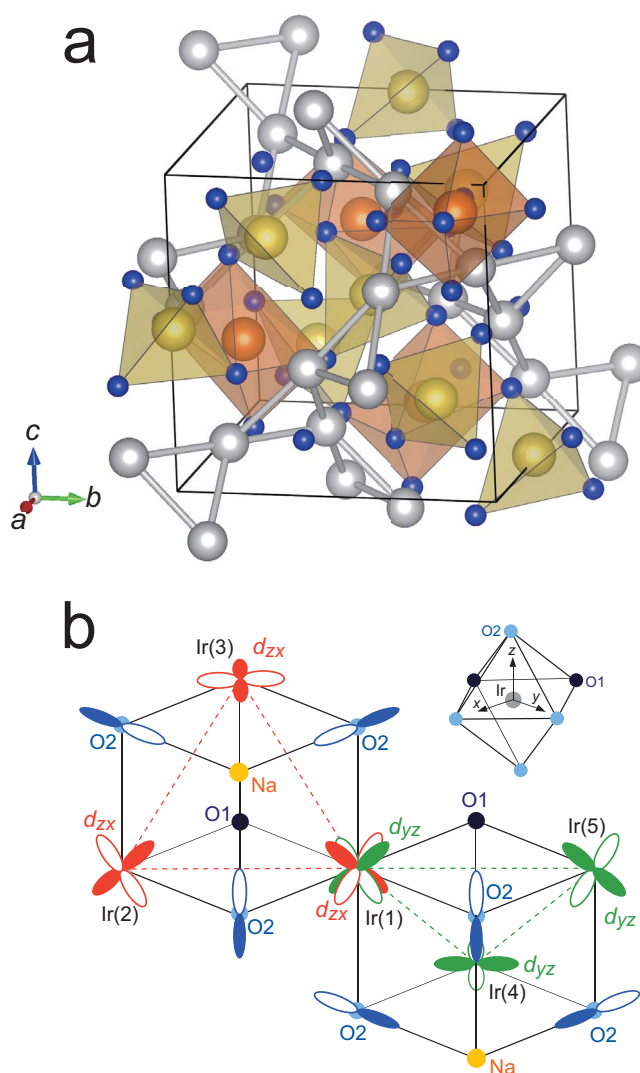 a
c
b
a
b
Ir(3)
dzx
O2
z
Ir
O1
x
y
O2
O2
Na
dzx
O1
dyz
O1
Ir(5)
Ir(2)
dzx
Ir(1)
O2
dyz
O2
dyz
Ir(4)
O2
O2
Na